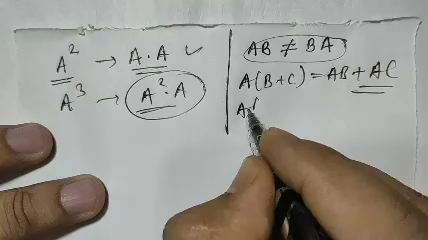 A² → A . A ✓
A³ → A² . A
AB ≠ BA
A(B+C) = AB + AC
A